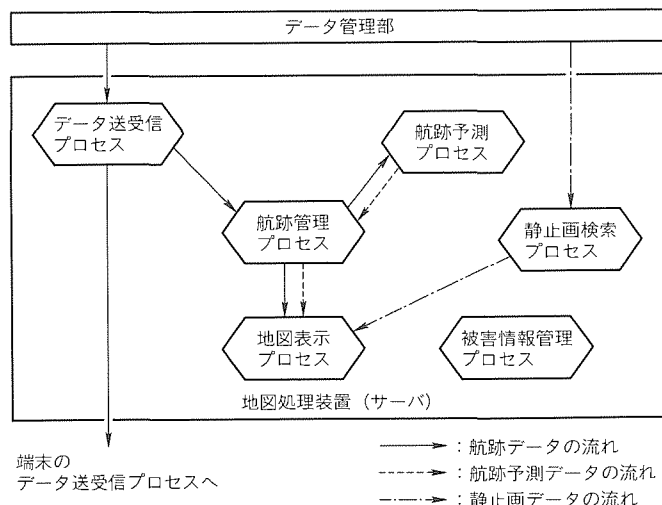 データ管理部
データ送受信
プロセス
航跡予測
プロセス
航跡管理
プロセス
静止画検索
プロセス
地図表示
プロセス
被害情報管理
プロセス
地図処理装置（サーバ）
端末の
データ送受信プロセスへ
：航跡データの流れ
：航跡予測データの流れ
：静止画データの流れ